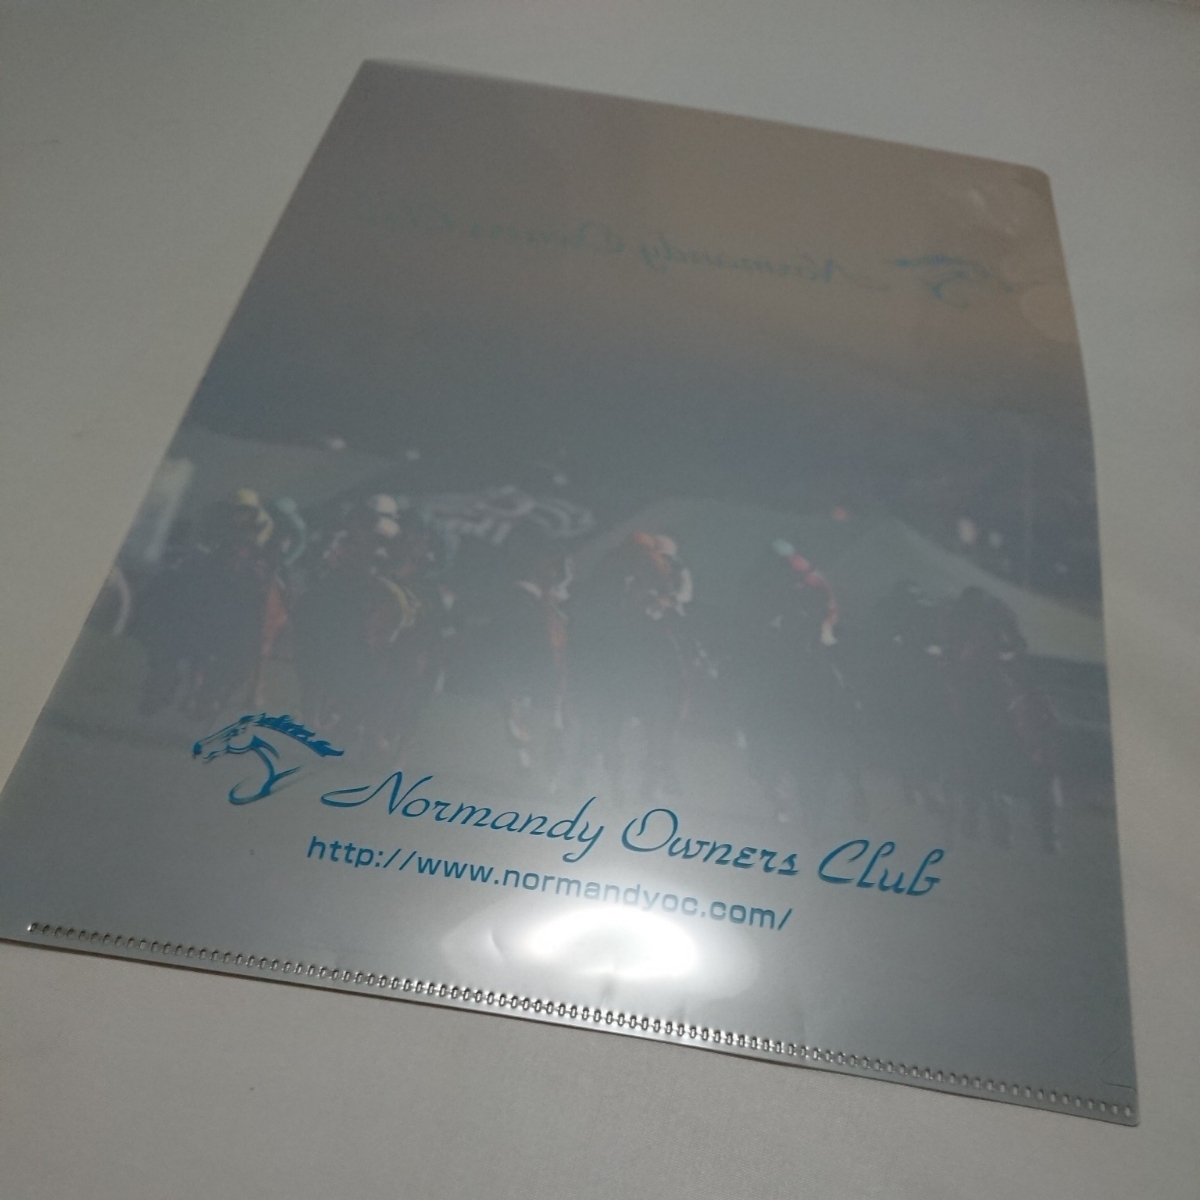 Normandy Owners Club
http://www.normandyoc.com/